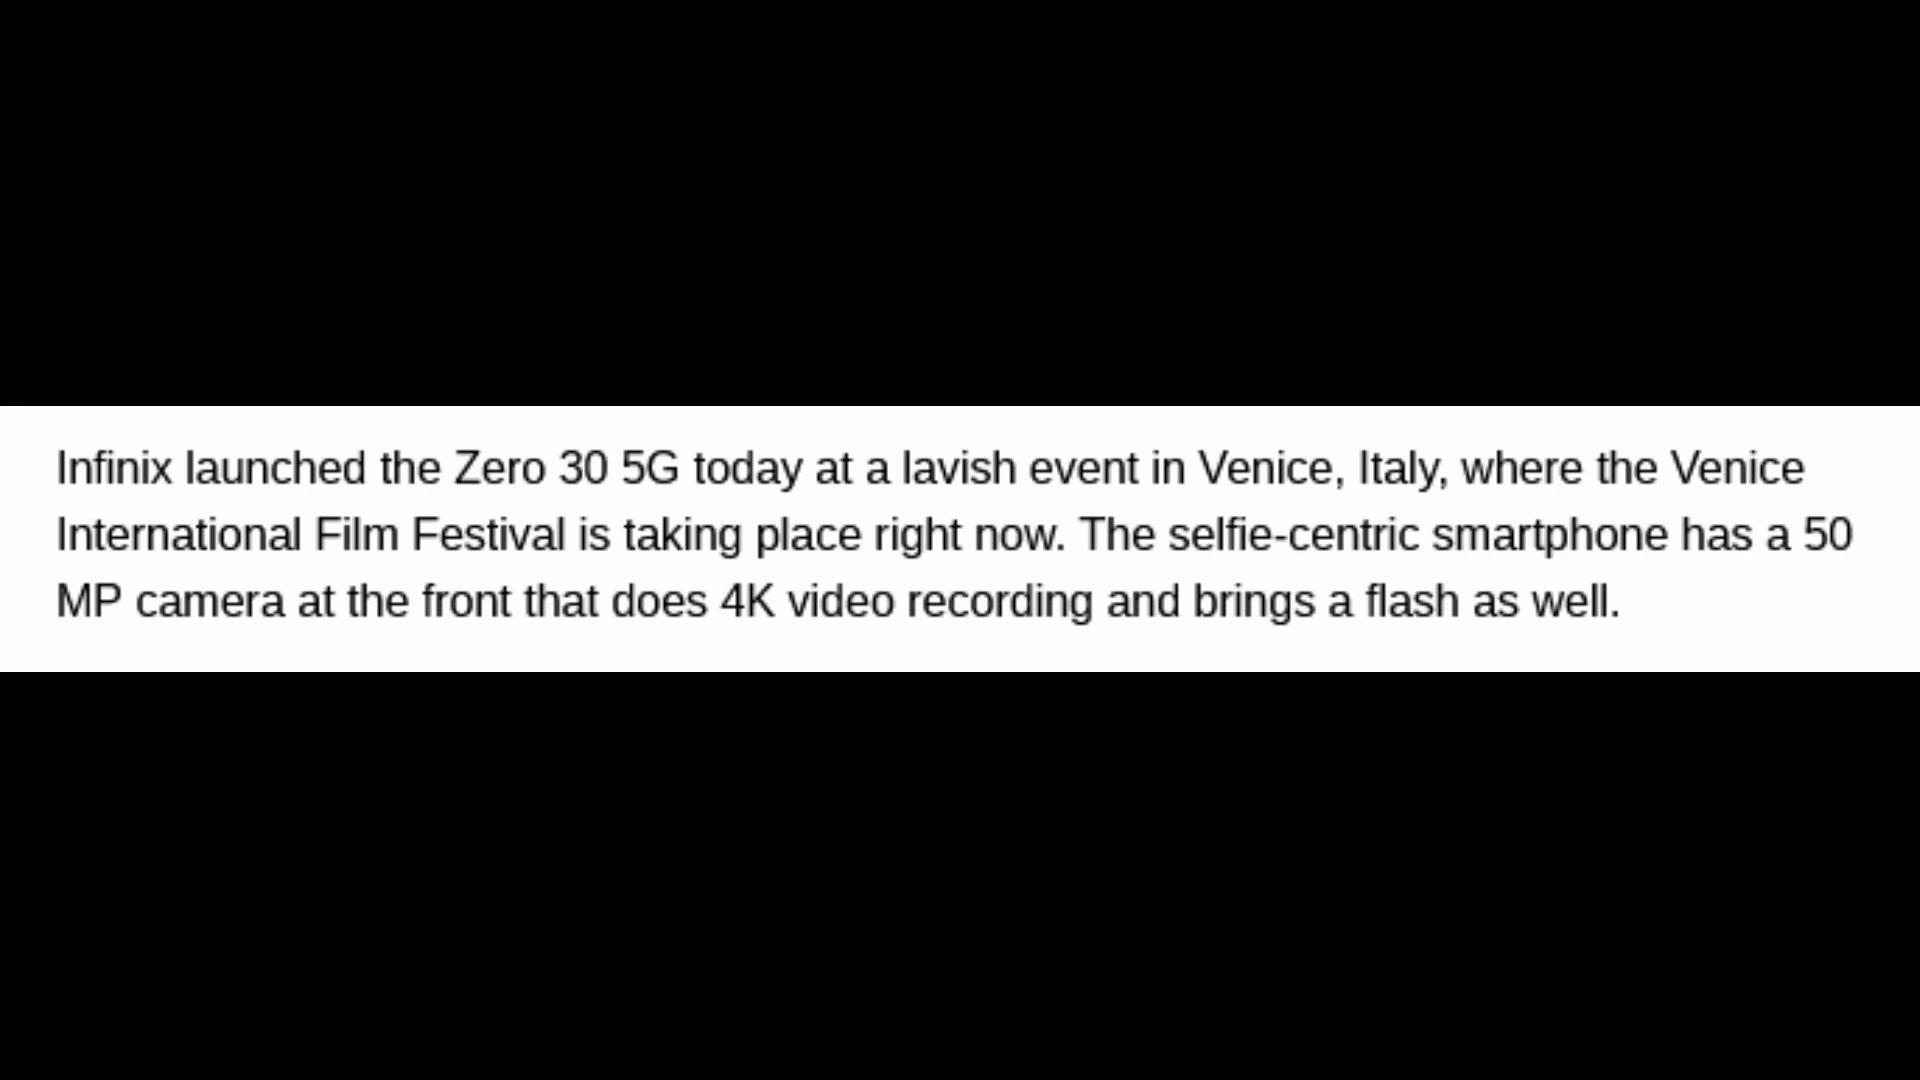 Infinix launched the Zero 30 5G today at a lavish event in Venice, Italy, where the Venice
International Film Festival is taking place right now. The selfie-centric smartphone has a 50
MP camera at the front that does 4K video recording and brings a flash as well.